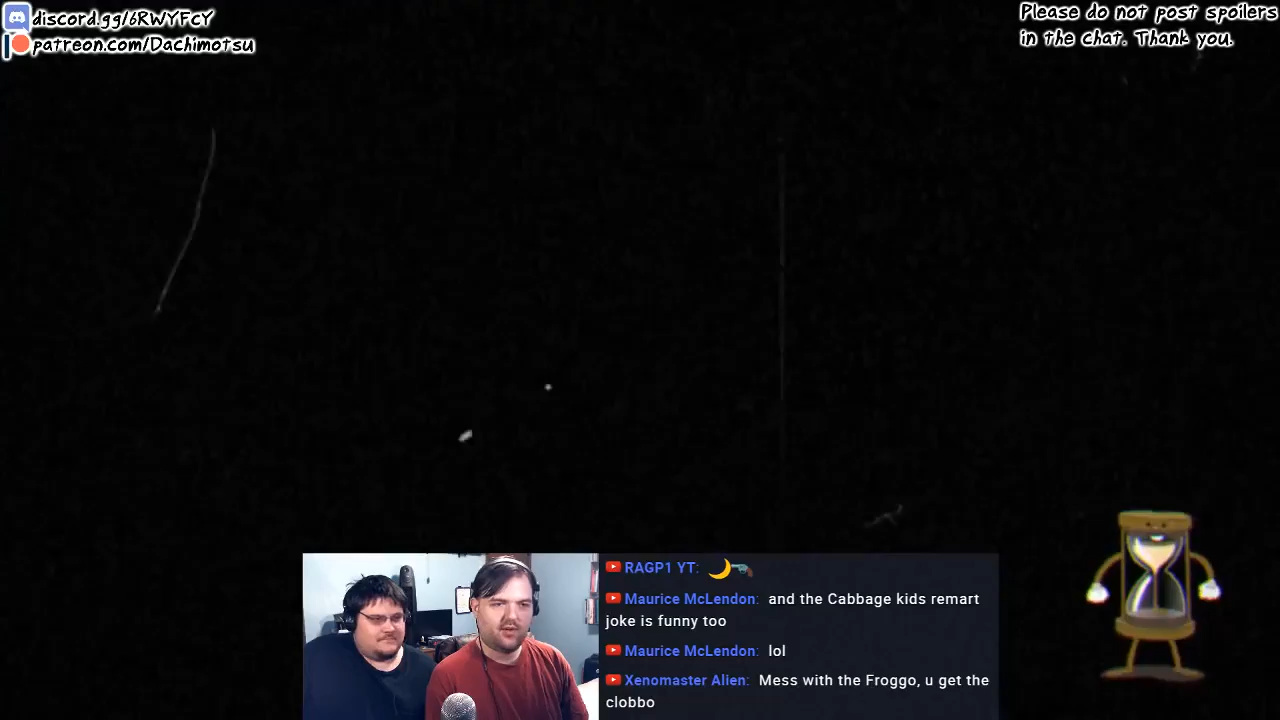 discord.gg/6RWYFCY
patreon.com/Dachimotsu
Please do not post spoilers
in the chat. Thank you.
RAGP1 YT:
Maurice McLendon: and the Cabbage kids remart
joke is funny too
Maurice McLendon: lol
Xenomaster Alien: Mess with the Froggo, u get the
clobbo